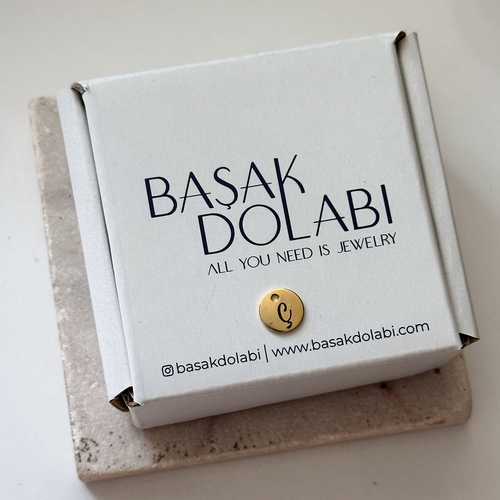 BAŞAK
DOLABI
ALL YOU NEED IS JEWELRY
Ç
basakdolabi | www.basakdolabi.com